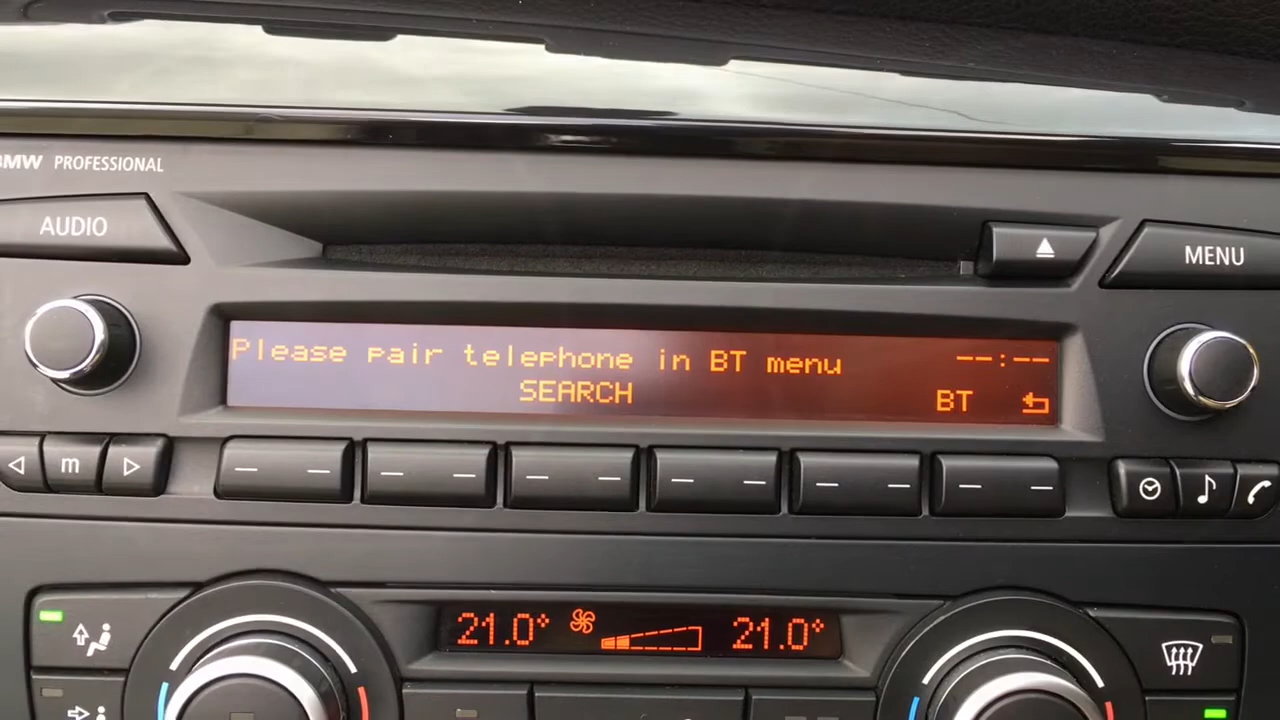 BMW PROFESSIONAL
AUDIO
MENU
Please pair telephone in BT menu --:--
SEARCH BT
m
21.0° 21.0°